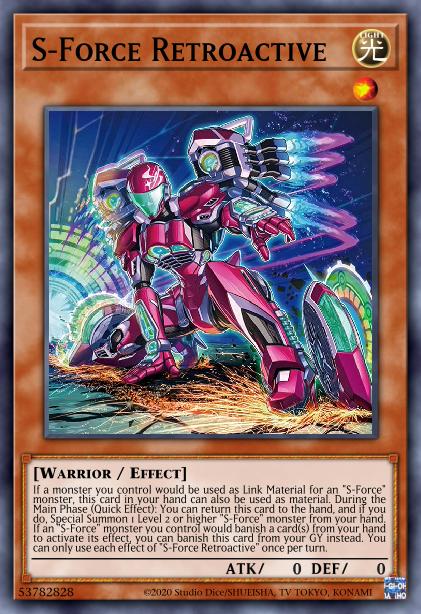 S-Force Retroactive
LIGHT
光
[Warrior / Effect]
If a monster you control would be used as Link Material for an "S-Force"
monster, this card in your hand can also be used as material. During the
Main Phase (Quick Effect): You can return this card to the hand, and if you
do, Special Summon 1 Level 2 or higher "S-Force" monster from your hand.
If an "S-Force" monster you control would banish a card(s) from your hand
to activate its effect, you can banish this card from your GY instead. You
can only use each effect of "S-Force Retroactive" once per turn.
ATK/ 0 DEF/ 0
53782828 ©2020 Studio Dice/SHUEISHA, TV TOKYO, KONAMI